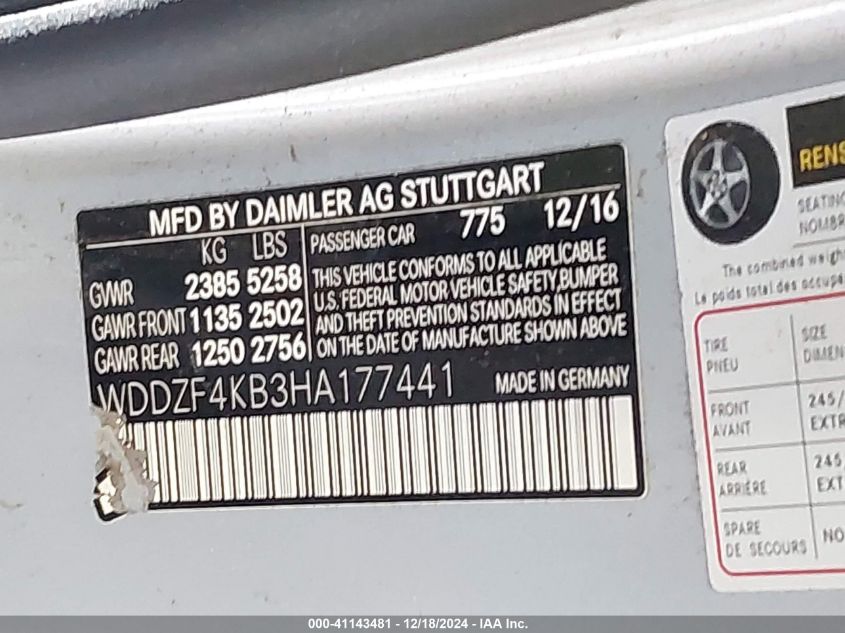 MFD BY DAIMLER AG STUTTGART
KG LBS PASSENGER CAR 775 12/16
GVWR 2385 5258
GAWR FRONT 1135 2502
GAWR REAR 1250 2756
THIS VEHICLE CONFORMS TO ALL APPLICABLE
U.S. FEDERAL MOTOR VEHICLE SAFETY, BUMPER
AND THEFT PREVENTION STANDARDS IN EFFECT
ON THE DATE OF MANUFACTURE SHOWN ABOVE
WDDZF4KB3HA177441 MADE IN GERMANY
RENS
SEATING
NOMBR
The combined weight
Le poids total des occupa
TIRE SIZE
PNEU DIMEN
FRONT 245/
AVANT EXTR
REAR 245
ARRIÈRE EXT
SPARE NO
DE SECOURS
000-41143481 - 12/18/2024 - IAA Inc.